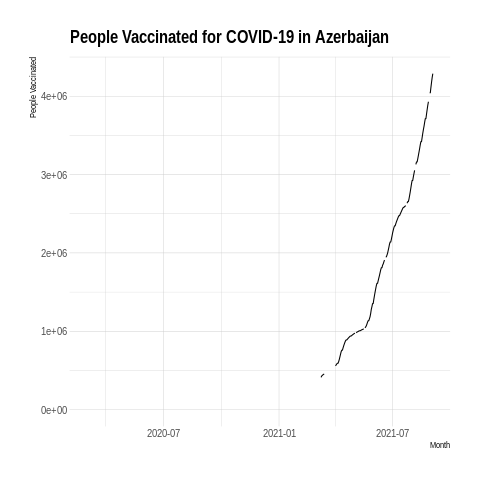 People Vaccinated for COVID-19 in Azerbaijan
People Vaccinated
4e+06
3e+06
2e+06
1e+06
0e+00
2020-07
2021-01
2021-07
Month